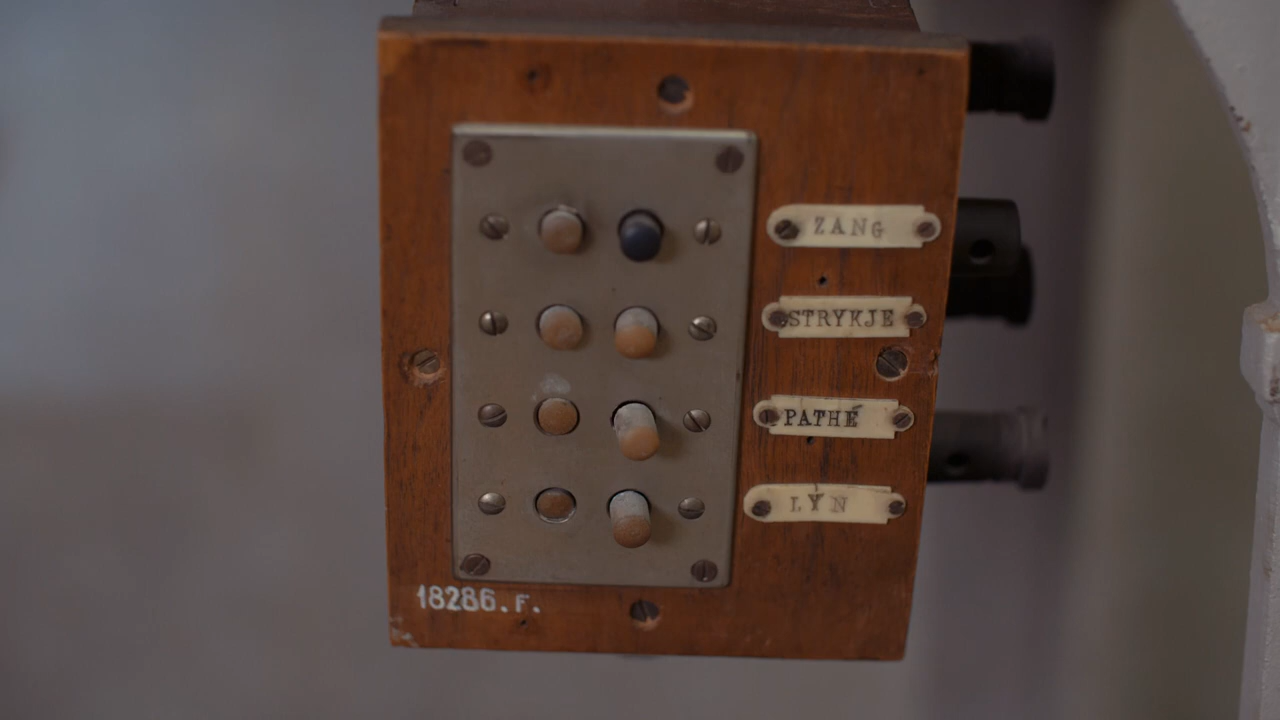 ZANG
STRYKJE
PATHÉ
LYN
18286.F.